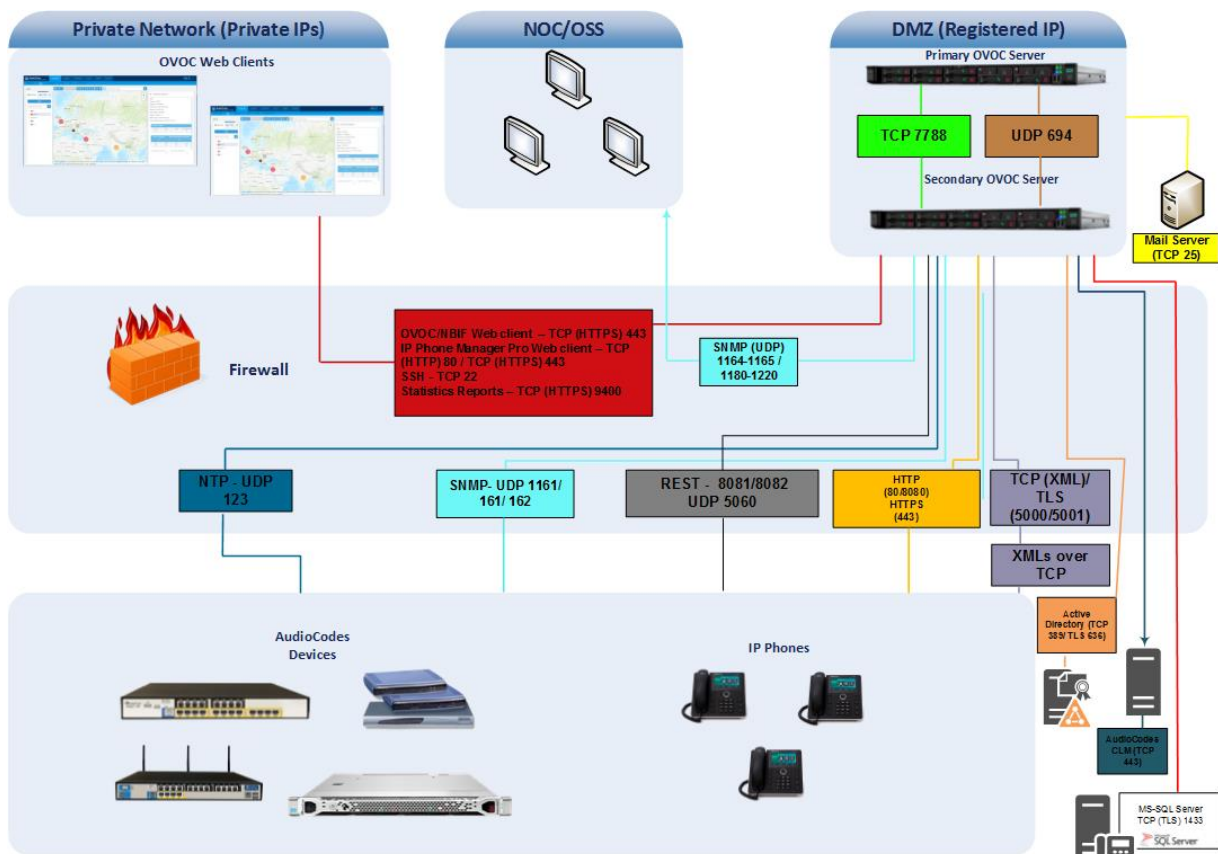 Private Network (Private IPs)
OVOC Web Clients
NOC/OSS
DMZ (Registered IP)
Primary OVOC Server
TCP 7788
UDP 694
Secondary OVOC Server
Mail Server
(TCP 25)
Firewall
OVOC/NBIF Web client – TCP (HTTPS) 443
IP Phone Manager Pro Web client – TCP
(HTTP) 80 / TCP (HTTPS) 443
SSH - TCP 22
Statistics Reports – TCP (HTTPS) 9400
SNMP (UDP)
1164-1165 /
1180-1220
NTP - UDP
123
SNMP- UDP 1161/
161/ 162
REST - 8081/8082
UDP 5060
HTTP
(80/8080)
HTTPS
(443)
TCP (XML)/
TLS
(5000/5001)
XMLs over
TCP
Active
Directory (TCP
389/ TLS 636)
AudioCodes
CLM (TCP
443)
MS-SQL Server
TCP (TLS) 1433
SQL Server
AudioCodes
Devices
IP Phones